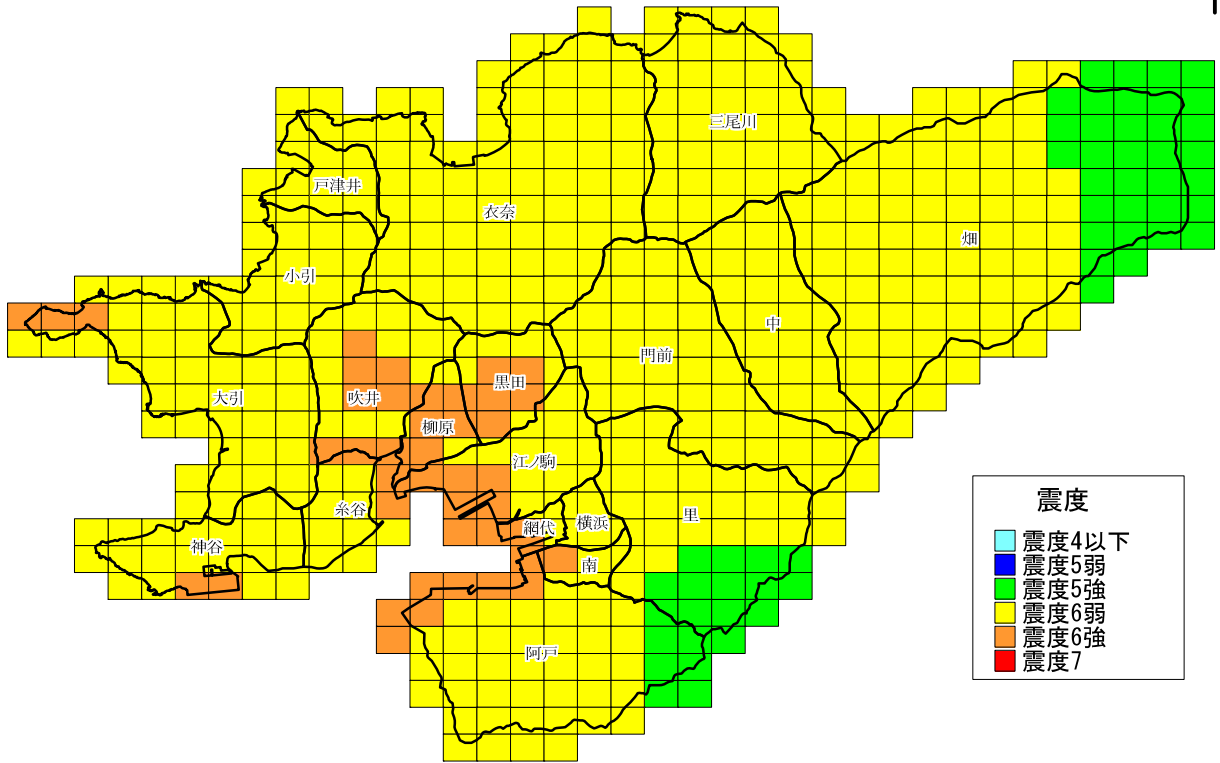 三尾川
戸津井
衣奈
畑
小引
中
門前
黒田
大引
吹井
柳原
江ノ駒
糸谷
里
横浜
網代
神谷
南
阿戸
震度
震度4以下
震度5弱
震度5強
震度6弱
震度6強
震度7